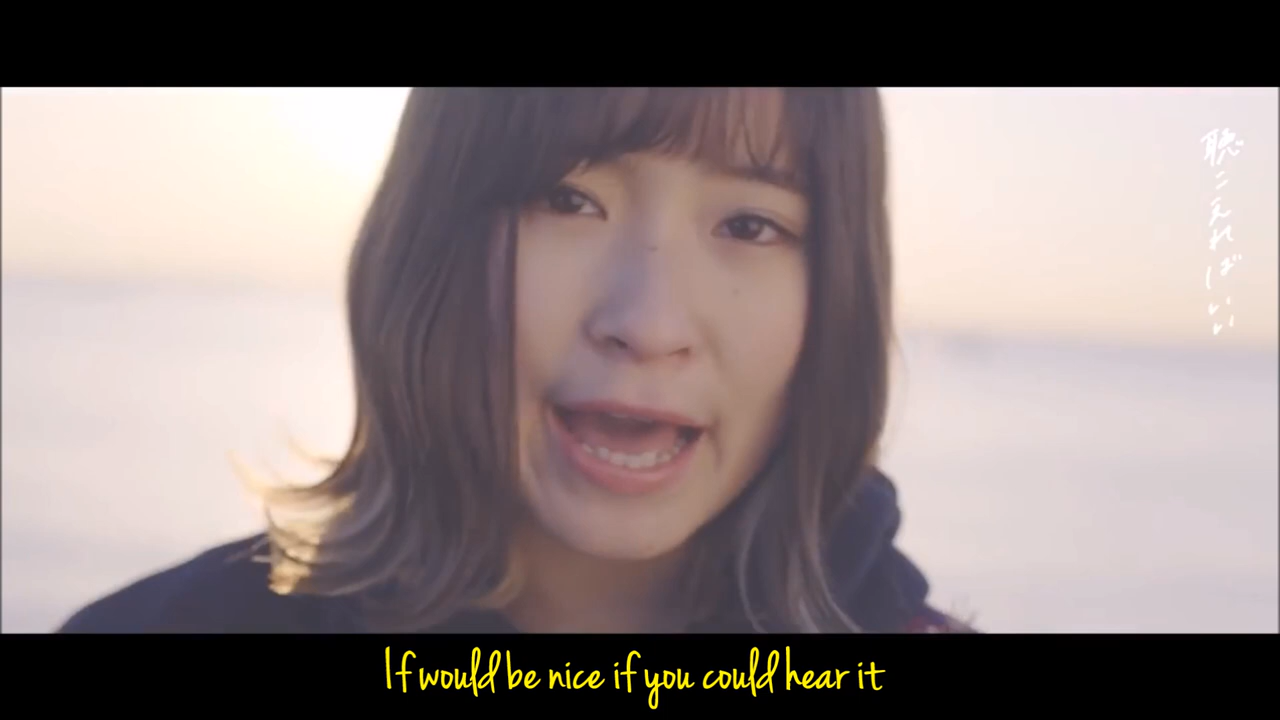 聴こえればいい
If would be nice if you could hear it